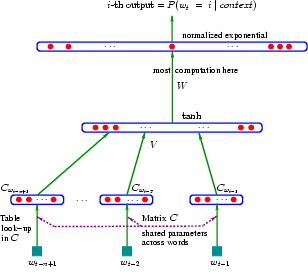 i-th output = P(w_t = i | context)
normalized exponential
... ... ...
most computation here
W
tanh
... ...
V
C_{w_{t-n+1}} C_{w_{t-2}} C_{w_{t-1}}
... ... ... ...
Table
look-up
in C
Matrix C
shared parameters
across words
w_{t-n+1} w_{t-2} w_{t-1}